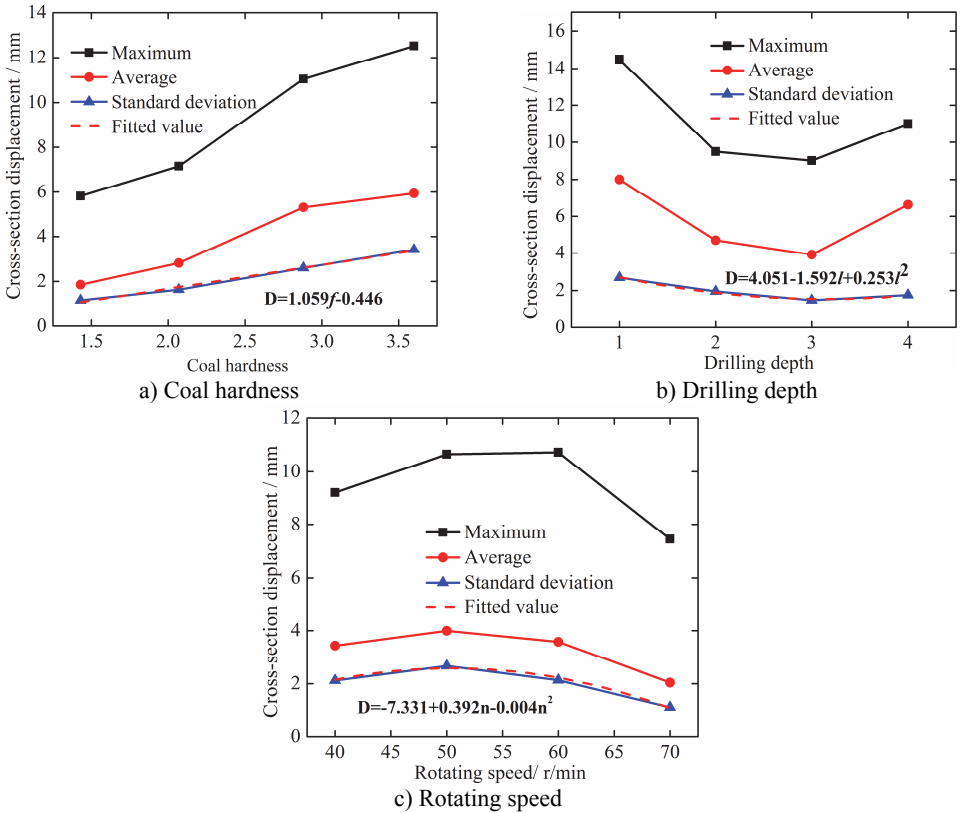 14
12
10
8
6
4
2
0
Cross-section displacement / mm
Maximum
Average
Standard deviation
Fitted value
D=1.059f-0.446
1.5 2.0 2.5 3.0 3.5
Coal hardness
a) Coal hardness
16
14
12
10
8
6
4
2
0
Cross-section displacement / mm
Maximum
Average
Standard deviation
Fitted value
D=4.051-1.592l+0.253l²
1 2 3 4
Drilling depth
b) Drilling depth
12
10
8
6
4
2
0
Cross-section displacement / mm
Maximum
Average
Standard deviation
Fitted value
D=-7.331+0.392n-0.004n²
40 45 50 55 60 65 70
Rotating speed/ r/min
c) Rotating speed